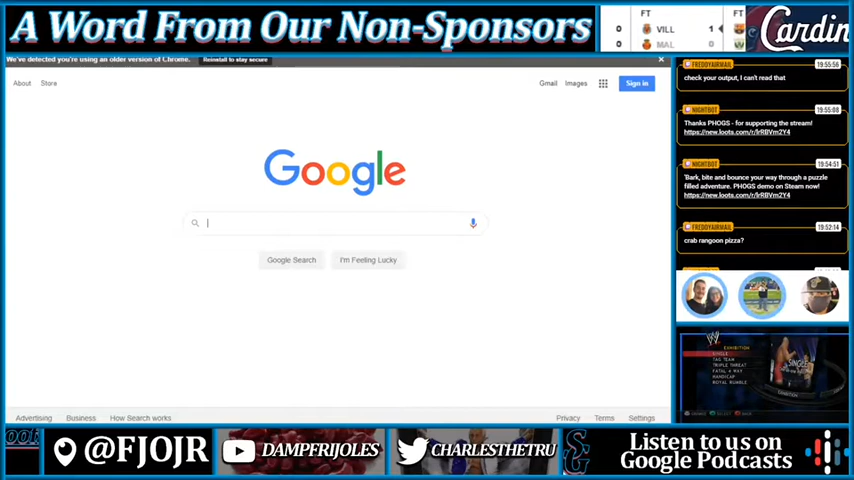 A Word From Our Non-Sponsors
FT
FT
0
VILL
1
0
MAL
0
Cardin
We've detected you're using an older version of Chrome.
Reinstall to stay secure
About
Store
Gmail
Images
Sign in
Google
Google Search
I'm Feeling Lucky
Advertising
Business
How Search works
Privacy
Terms
Settings
FREDDYAIRMAIL
19:55:56
check your output, I can't read that
NIGHTBOT
19:55:08
Thanks PHOGS - for supporting the stream!
https://new.loots.com/r/lrRBVm2Y4
NIGHTBOT
19:54:51
'Bark, bite and bounce your way through a puzzle
filled adventure. PHOGS demo on Steam now!
https://new.loots.com/r/lrRBVm2Y4
FREDDYAIRMAIL
19:52:14
crab rangoon pizza?
EXHIBITION
SINGLE
TAG TEAM
TRIPLE THREAT
FATAL 4 WAY
HANDICAP
ROYAL RUMBLE
SINGLE
@FJOJR
DAMPFRIJOLES
CHARLESTHETRU
Listen to us on
Google Podcasts